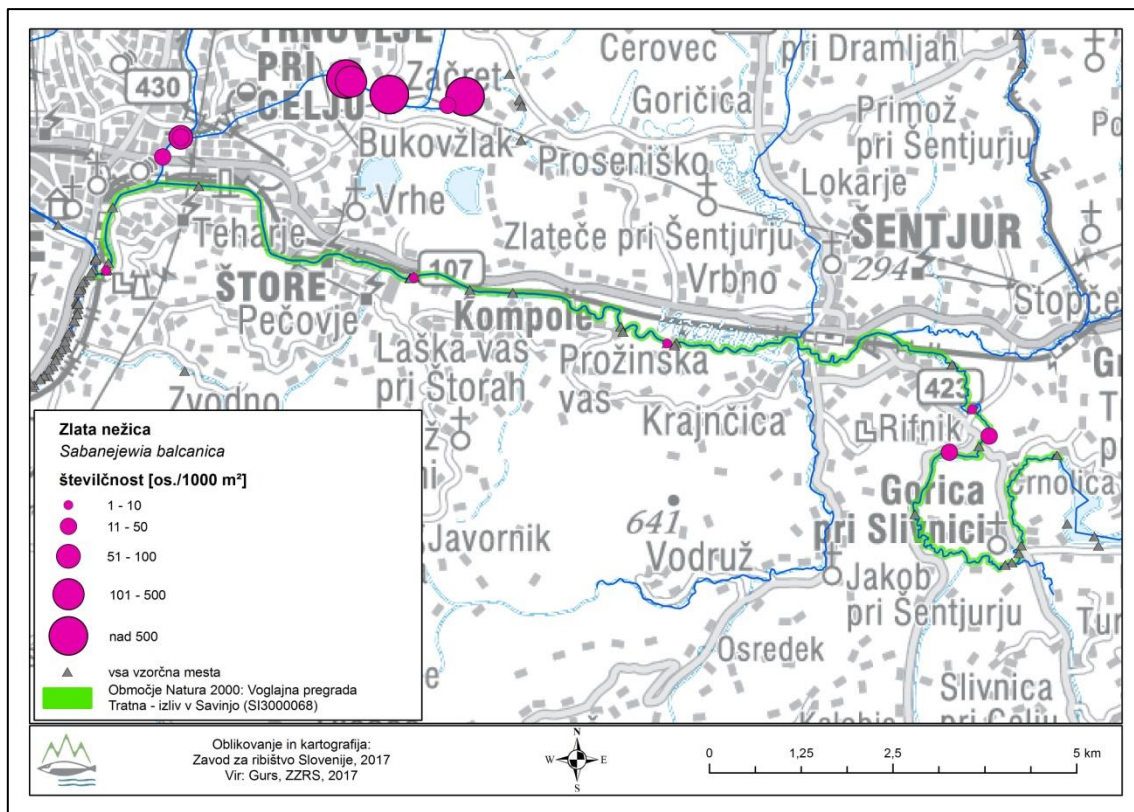 TRNOVLJE
PRI
CELJU
430
Začret
Cerovec
pri Dramljah
Goričica
Primož
pri Šentjurju
Bukovžlak
Proseniško
Lokarje
Vrhe
Teharje
Zlateče pri Šentjurju
ŠENTJUR
294
Vrbno
107
ŠTORE
Pečovje
Kompole
Stopče
Laška vas
pri Štorah
Prožinska
vas
Zvodno
Krajnčica
423
Rifnik
Črnolica
Gorica
pri Slivnici
641
Javornik
Vodruž
Jakob
pri Šentjurju
Osredek
Slivnica
pri Celju
Zlata nežica
Sabanejewia balcanica
številčnost [os./1000 m²]
1 - 10
11 - 50
51 - 100
101 - 500
nad 500
vsa vzorčna mesta
Območje Natura 2000: Voglajna pregrada
Tratna - izliv v Savinjo (SI3000068)
Oblikovanje in kartografija:
Zavod za ribištvo Slovenije, 2017
Vir: Gurs, ZZRS, 2017
N
W E
S
0 1,25 2,5 5 km